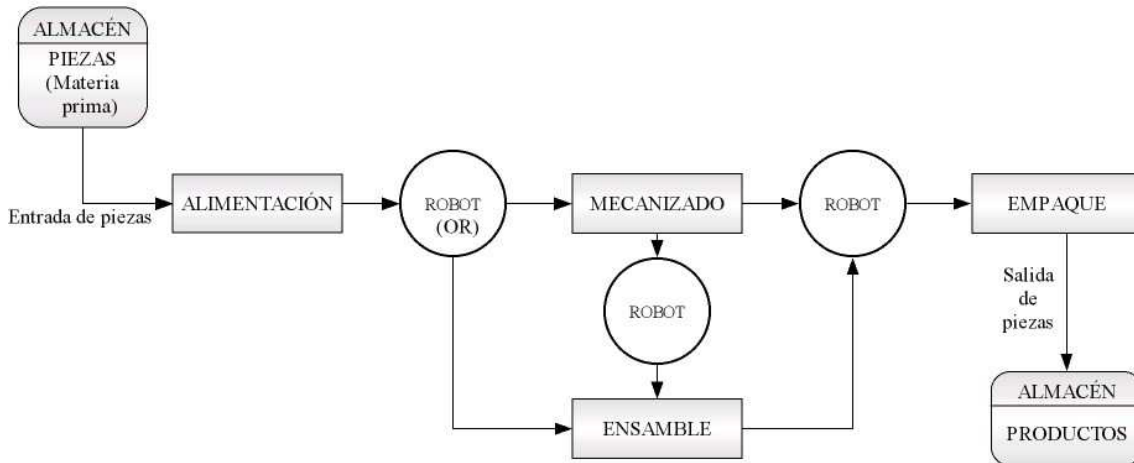 ALMACÉN
PIEZAS
(Materia
prima)
Entrada de piezas
ALIMENTACIÓN
ROBOT
(OR)
MECANIZADO
ROBOT
EMPAQUE
ROBOT
ENSAMBLE
Salida
de
piezas
ALMACÉN
PRODUCTOS